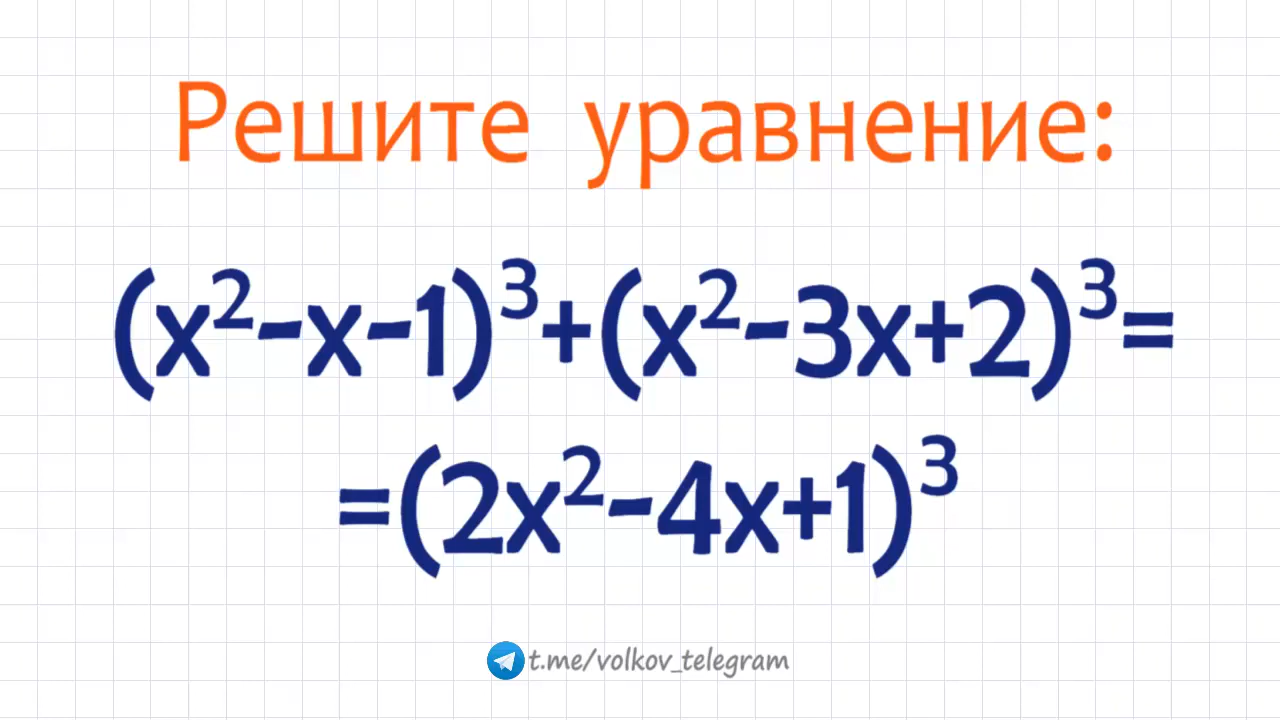 Решите уравнение:
(x²-x-1)³+(x²-3x+2)³=
=(2x²-4x+1)³
t.me/volkov_telegram